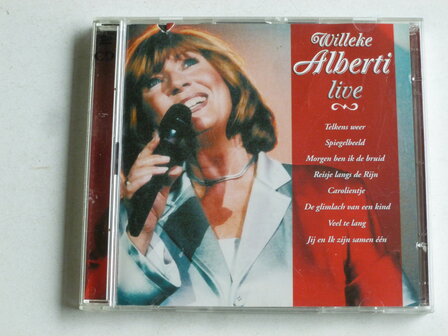 Willeke
Alberti
live
Telkens weer
Spiegelbeeld
Morgen ben ik de bruid
Reisje langs de Rijn
Carolientje
De glimlach van een kind
Veel te lang
Jij en Ik zijn samen één